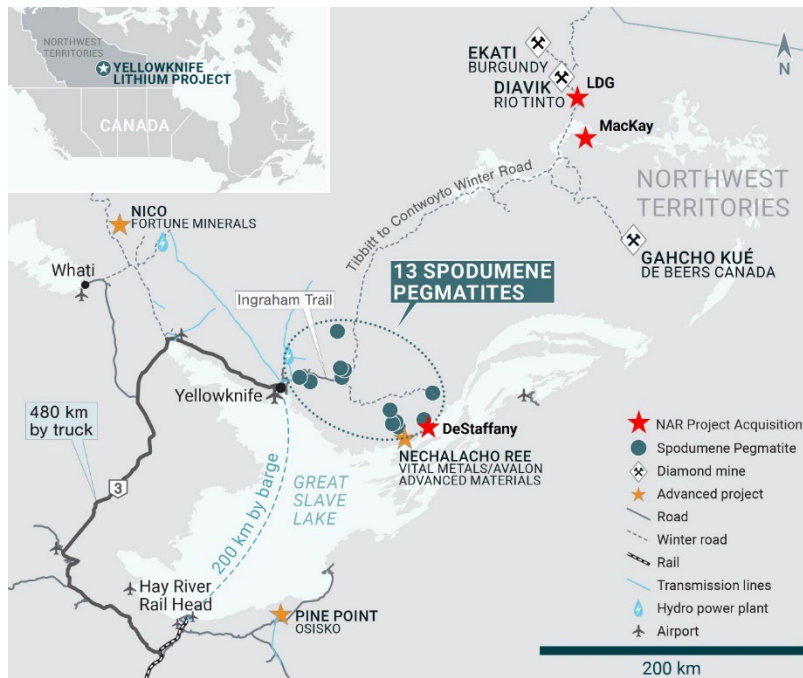 NORTHWEST
TERRITORIES
YELLOWKNIFE
LITHIUM PROJECT
CANADA
N
EKATI
BURGUNDY
DIAVIK
RIO TINTO
LDG
MacKay
NORTHWEST
TERRITORIES
NICO
FORTUNE MINERALS
Tibbitt to Contwoyto Winter Road
GAHCHO KUÉ
DE BEERS CANADA
Whati
13 SPODUMENE
PEGMATITES
Ingraham Trail
Yellowknife
480 km
by truck
3
DeStaffany
NECHALACHO REE
VITAL METALS/AVALON
ADVANCED MATERIALS
GREAT
SLAVE
LAKE
200 km by barge
Hay River
Rail Head
PINE POINT
OSISKO
NAR Project Acquisition
Spodumene Pegmatite
Diamond mine
Advanced project
Road
Winter road
Rail
Transmission lines
Hydro power plant
Airport
200 km